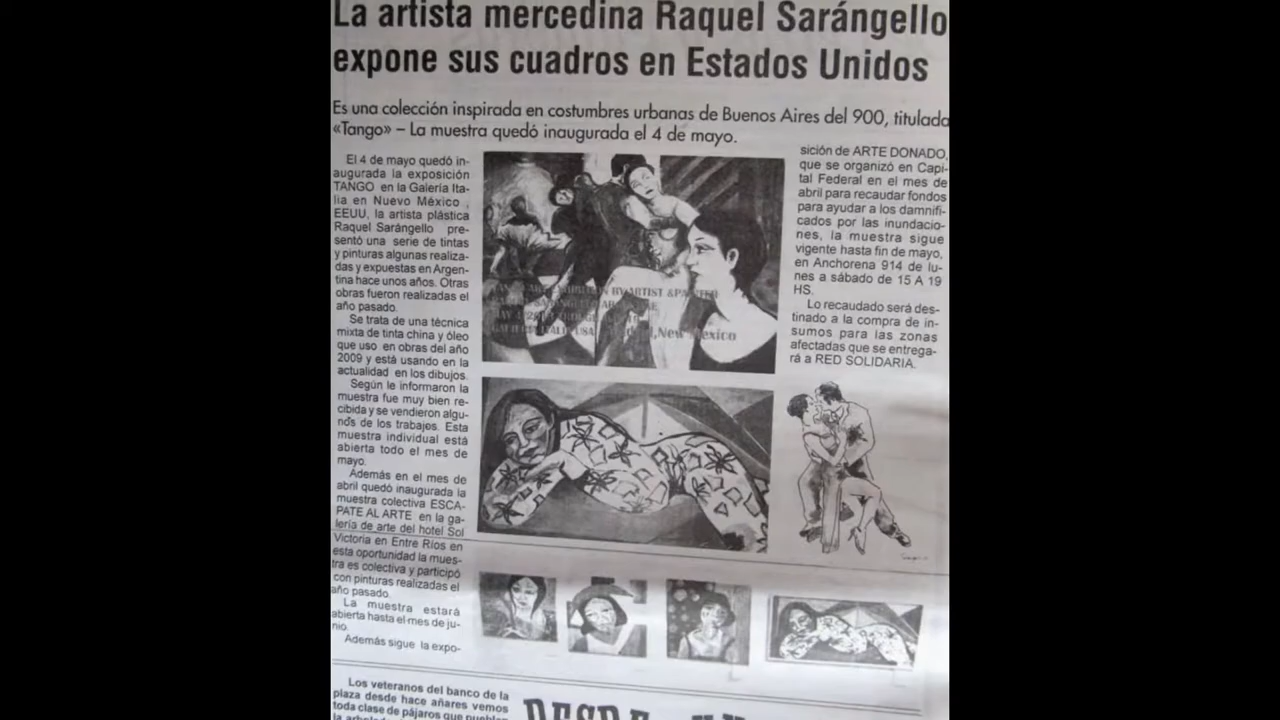 La artista mercedina Raquel Sarángello
expone sus cuadros en Estados Unidos
Es una colección inspirada en costumbres urbanas de Buenos Aires del 900, titulada
«Tango» – La muestra quedó inaugurada el 4 de mayo.
El 4 de mayo quedó in-
augurada la exposición
TANGO en la Galería Ita-
lia en Nuevo México .
EEUU, la artista plástica
Raquel Sarángello pre-
sentó una serie de tintas
y pinturas algunas realiza-
das y expuestas en Argen-
tina hace unos años. Otras
obras fueron realizadas el
año pasado.
Se trata de una técnica
mixta de tinta china y óleo
que uso en obras del año
2009 y está usando en la
actualidad en los dibujos.
Según le informaron la
muestra fue muy bien re-
cibida y se vendieron algu-
nos de los trabajos. Esta
muestra individual está
abierta todo el mes de
mayo.
Además en el mes de
abril quedó inaugurada la
muestra colectiva ESCA-
PATE AL ARTE en la ga-
lería de arte del hotel Sol
Victoria en Entre Ríos en
esta oportunidad la mues-
tra es colectiva y participó
con pinturas realizadas el
año pasado.
La muestra estará
abierta hasta el mes de ju-
nio.
Además sigue la expo-
sición de ARTE DONADO,
que se organizó en Capi-
tal Federal en el mes de
abril para recaudar fondos
para ayudar a los damnifi-
cados por las inundacio-
nes, la muestra sigue
vigente hasta fin de mayo,
en Anchorena 914 de lu-
nes a sábado de 15 A 19
HS.
Lo recaudado será des-
tinado a la compra de in-
sumos para las zonas
afectadas que se entrega-
rá a RED SOLIDARIA.
BY ARTIST & PAINTER
New Mexico
Los veteranos del banco de la
plaza desde hace añares vemos
toda clase de pájaros que pueblan
DESDE